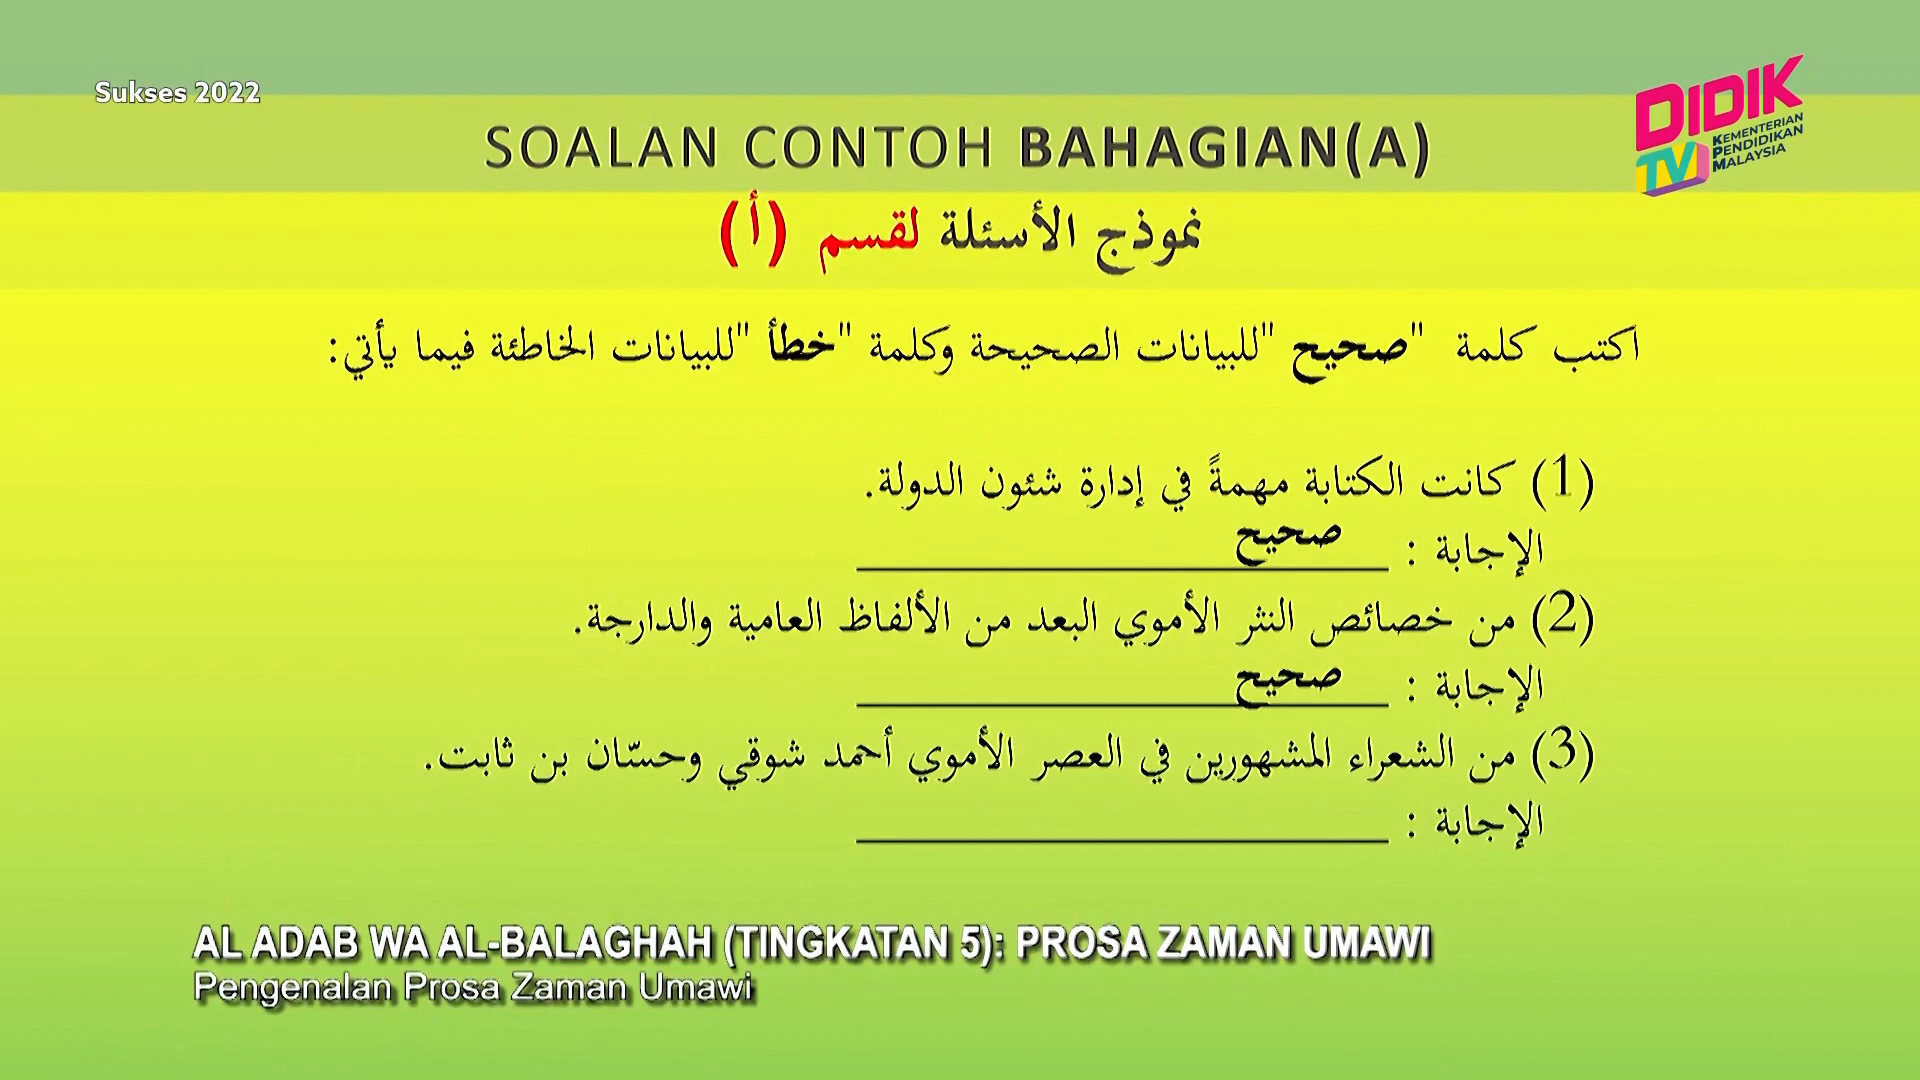 Sukses 2022
DIDIK
TV
KEMENTERIAN
PENDIDIKAN
MALAYSIA
SOALAN CONTOH BAHAGIAN(A)
نموذج الأسئلة لقسم (أ)
اكتب كلمة "صحيح "للبيانات الصحيحة وكلمة "خطأ "للبيانات الخاطئة فيما يأتي:
(1) كانت الكتابة مهمةً في إدارة شئون الدولة.
الإجابة : صحيح
(2) من خصائص النثر الأموي البعد من الألفاظ العامية والدارجة.
الإجابة : صحيح
(3) من الشعراء المشهورين في العصر الأموي أحمد شوقي وحسّان بن ثابت.
الإجابة :
AL ADAB WA AL-BALAGHAH (TINGKATAN 5): PROSA ZAMAN UMAWI
Pengenalan Prosa Zaman Umawi